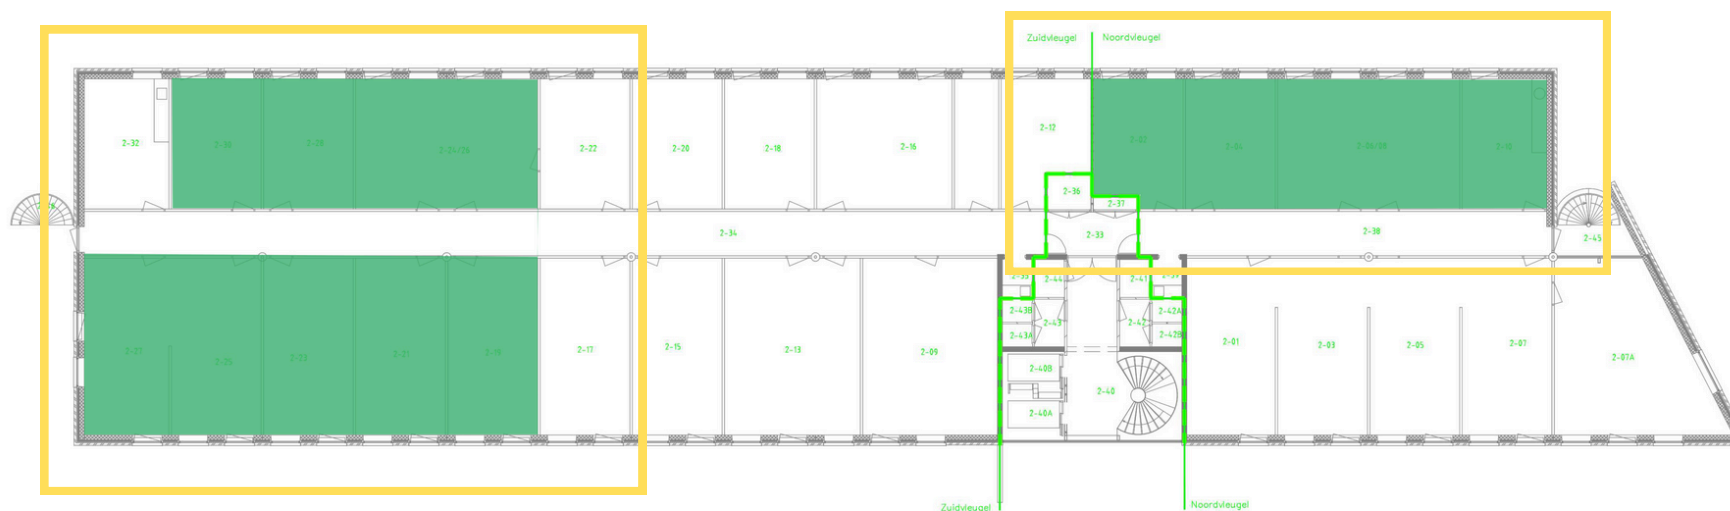 Zuidvleugel Noordvleugel
2-12
2-32 2-30 2-28 2-24/26 2-22 2-20 2-18 2-16 2-02 2-04 2-06/08 2-10
2-36
2-37
2-34 2-33 2-38 2-45
2-44 2-41
2-43B 2-43 2-42 2-42A
2-43A 2-42B
2-23 2-21 2-19 2-17 2-15 2-13 2-09 2-01 2-03 2-05 2-07 2-07A
2-25
2-40B
2-40
2-40A
Zuidvleugel Noordvleugel